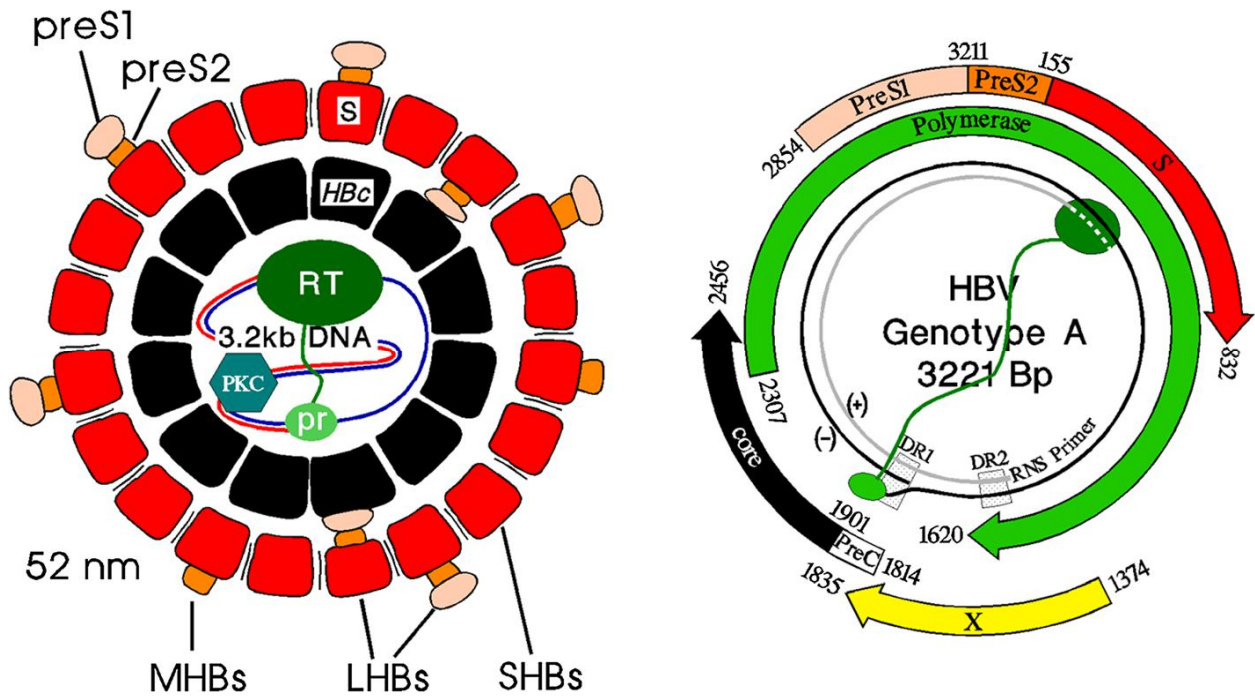 preS1
preS2
S
HBc
RT
3.2kb DNA
PKC
pr
52 nm
MHBs
LHBs
SHBs
3211
155
PreS1
PreS2
2854
Polymerase
S
2456
HBV
Genotype A
3221 Bp
832
2307
(+)
(-)
core
DR1
DR2
RNS Primer
1901
PreC
1814
1620
1835
1374
X